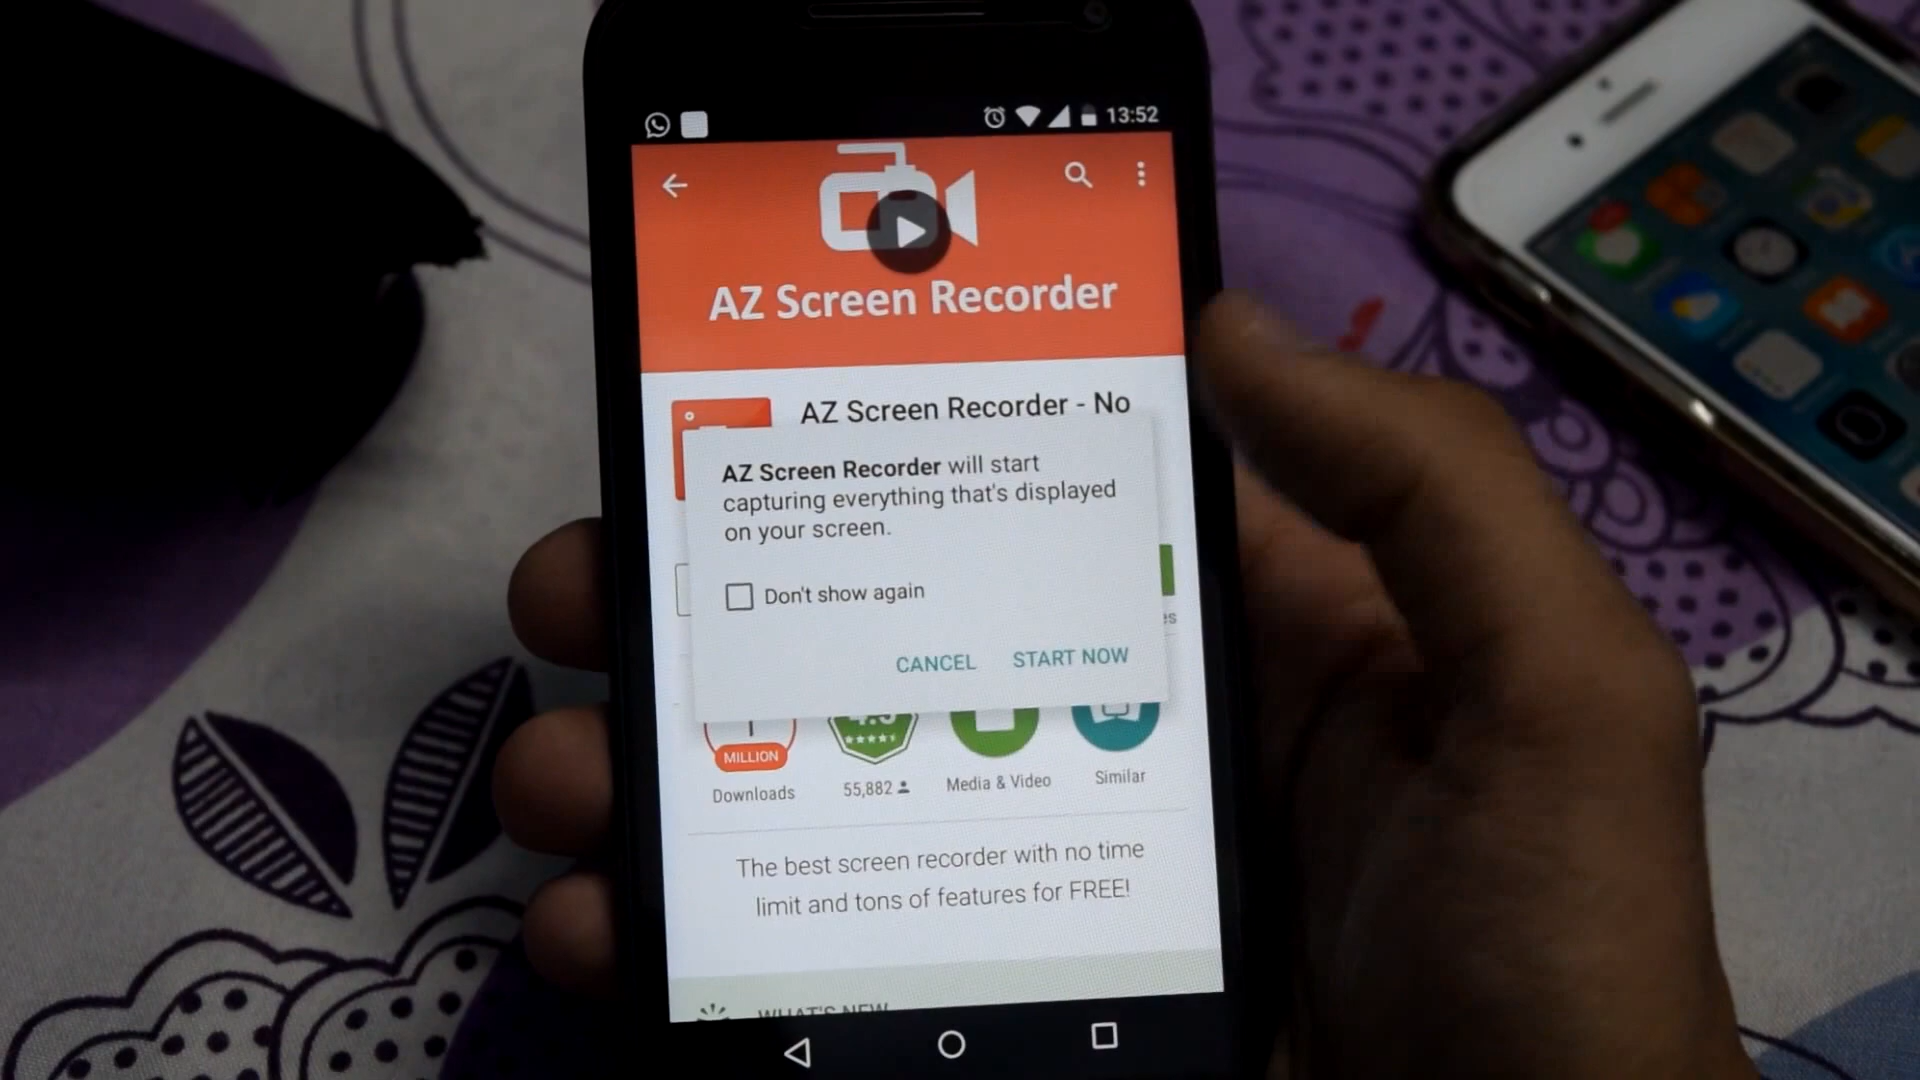 13:52
AZ Screen Recorder
AZ Screen Recorder - No
AZ Screen Recorder will start
capturing everything that's displayed
on your screen.
Don't show again
CANCEL START NOW
MILLION
Downloads 55,882 Media & Video Similar
The best screen recorder with no time
limit and tons of features for FREE!
WHAT'S NEW